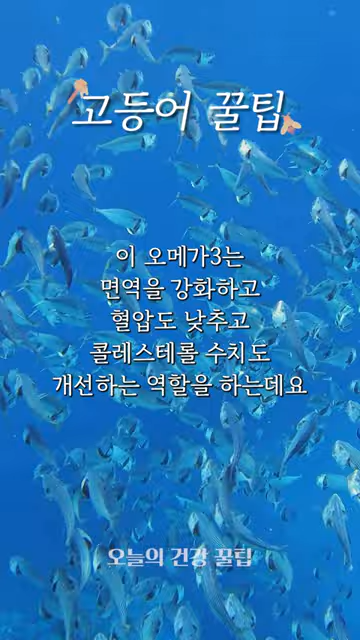 고등어 꿀팁
이 오메가3는
면역을 강화하고
혈압도 낮추고
콜레스테롤 수치도
개선하는 역할을 하는데요
오늘의 건강 꿀팁